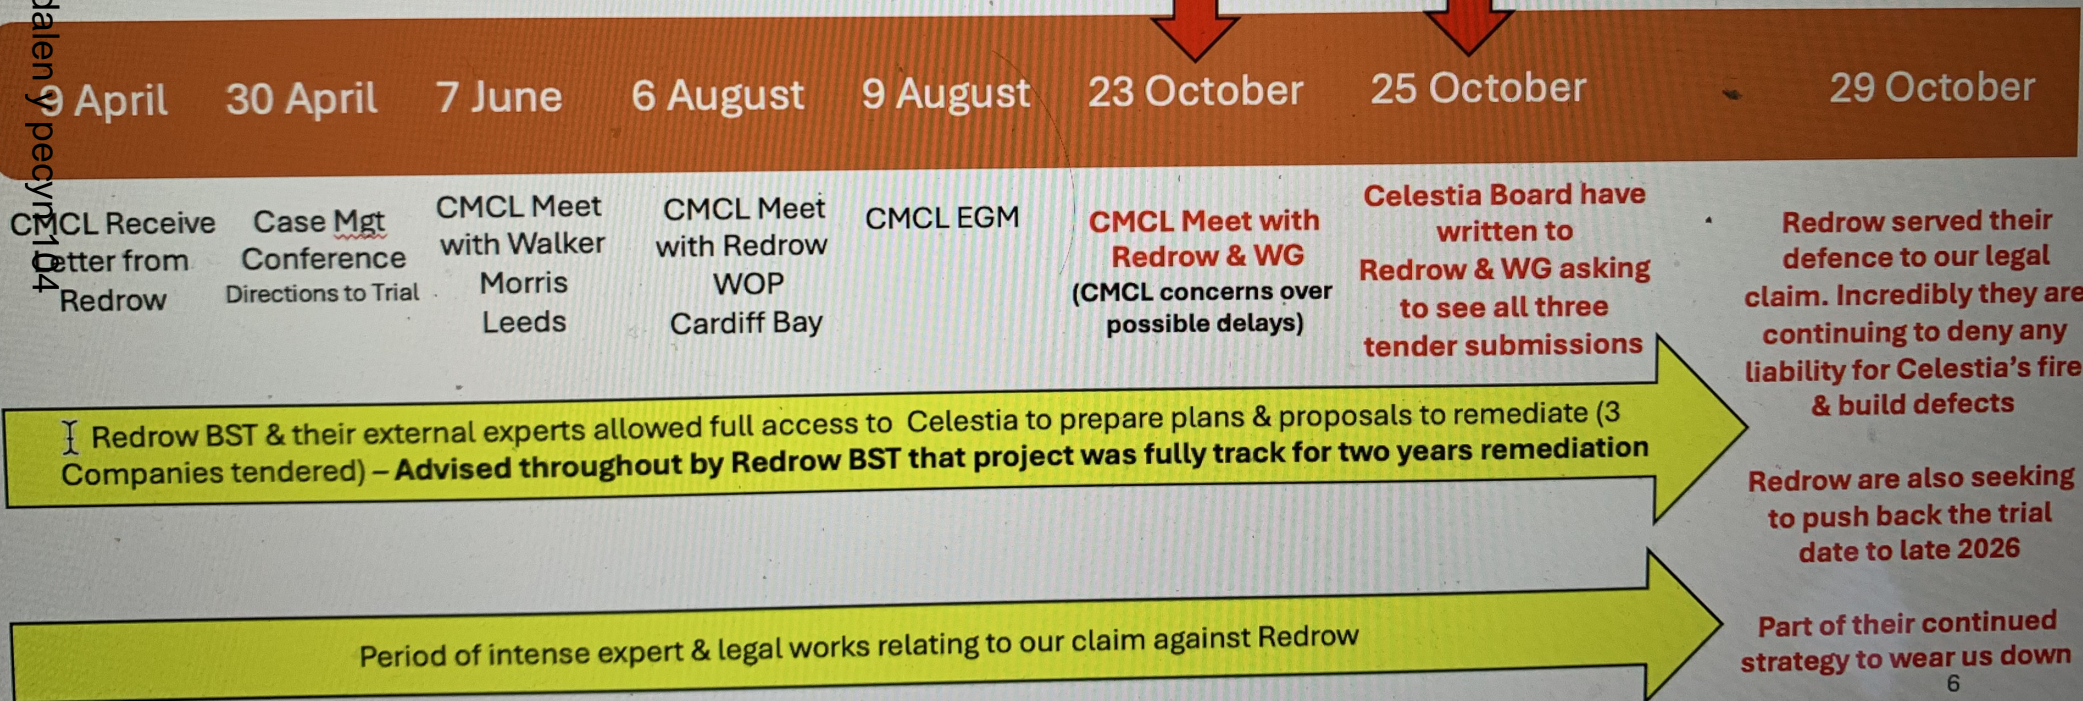 dalen y pecyn 104
9 April
30 April
7 June
6 August
9 August
23 October
25 October
29 October
CMCL Receive
Letter from
Redrow
Case Mgt
Conference
Directions to Trial
CMCL Meet
with Walker
Morris
Leeds
CMCL Meet
with Redrow
WOP
Cardiff Bay
CMCL EGM
CMCL Meet with
Redrow & WG
(CMCL concerns over
possible delays)
Celestia Board have
written to
Redrow & WG asking
to see all three
tender submissions
Redrow served their
defence to our legal
claim. Incredibly they are
continuing to deny any
liability for Celestia's fire
& build defects
Redrow are also seeking
to push back the trial
date to late 2026
Part of their continued
strategy to wear us down
Redrow BST & their external experts allowed full access to Celestia to prepare plans & proposals to remediate (3
Companies tendered) – Advised throughout by Redrow BST that project was fully track for two years remediation
Period of intense expert & legal works relating to our claim against Redrow
6